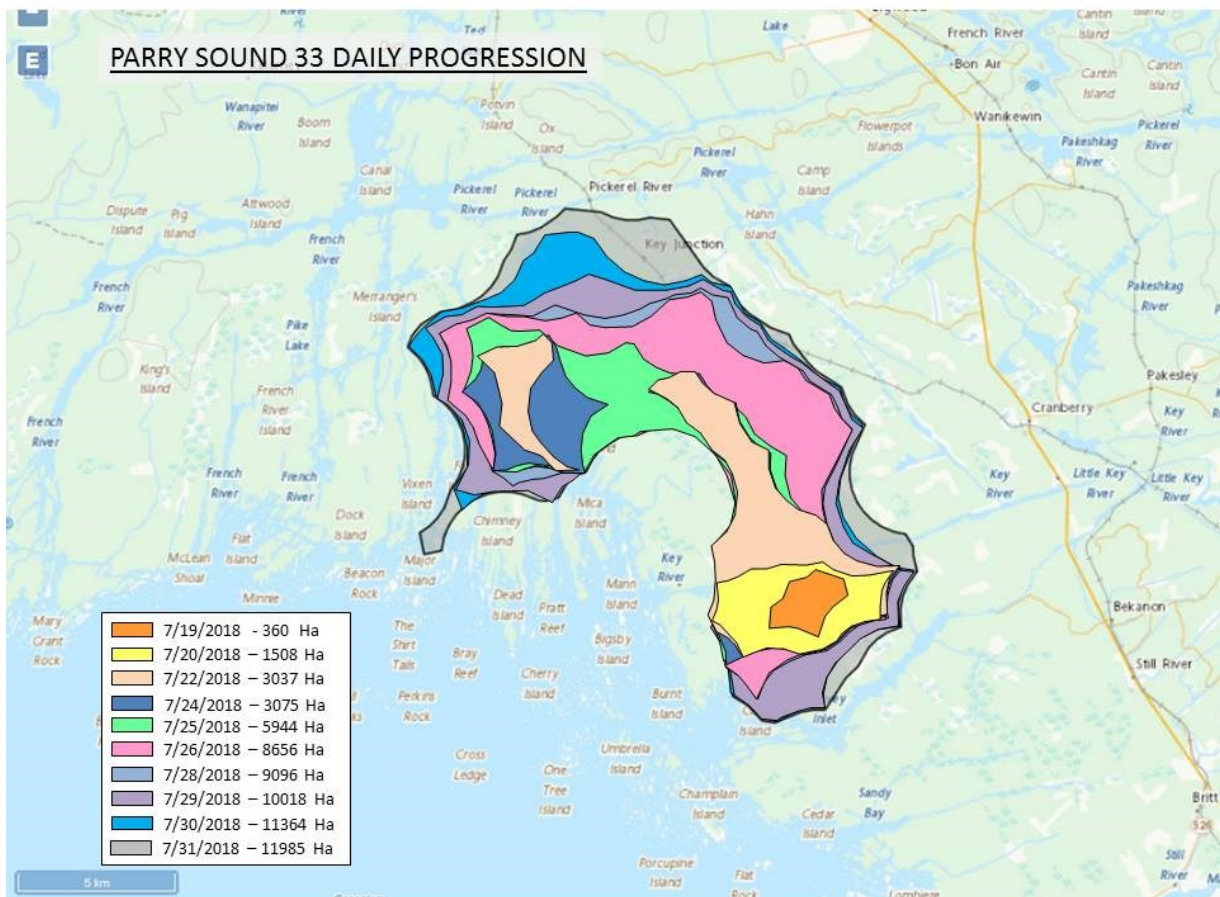 E
PARRY SOUND 33 DAILY PROGRESSION
Ted
Lake
French River
Bon Air
Cantin
Island
Cantin
Island
Cantin
Island
Wanapitei
River
Boom
Island
Potvin
Island
Ox
Island
Wanikewin
Flowerpot
Islands
Pakeshkag
River
Pickerel
River
Canal
Island
Pickerel
River
Pickerel
River
Pickerel River
Pickerel
River
Camp
Island
Dispute
Island
Pig
Island
Attwood
Island
French
River
Hahn
Island
Key Junction
French
River
Merranger's
Island
Pakeshkag
River
Pike
Lake
King's
Island
French
River
Island
Pakesley
Cranberry
Key
River
French
River
French
River
French
River
Vixen
Island
Key
River
Little Key
River
Little Key
River
Dock
Island
Chimney
Island
Mica
Island
Flat
Island
McLean
Shoal
Beacon
Rock
Major
Island
Key
River
Minnie
Dead
Island
Pratt
Reef
Mann
Island
Bekanon
Mary
Grant
Rock
The
Shirt
Tails
Bray
Reef
Bigsby
Island
Still River
Cherry
Island
Perkins
Rock
Burnt
Island
Island
Inlet
Cross
Ledge
Umbrella
Island
One
Tree
Island
Champlain
Island
Cedar
Island
Sandy
Bay
Britt
526
Porcupine
Island
Flat
Rock
Still
River
7/19/2018 - 360 Ha
7/20/2018 – 1508 Ha
7/22/2018 – 3037 Ha
7/24/2018 – 3075 Ha
7/25/2018 – 5944 Ha
7/26/2018 – 8656 Ha
7/28/2018 – 9096 Ha
7/29/2018 – 10018 Ha
7/30/2018 – 11364 Ha
7/31/2018 – 11985 Ha
5 km